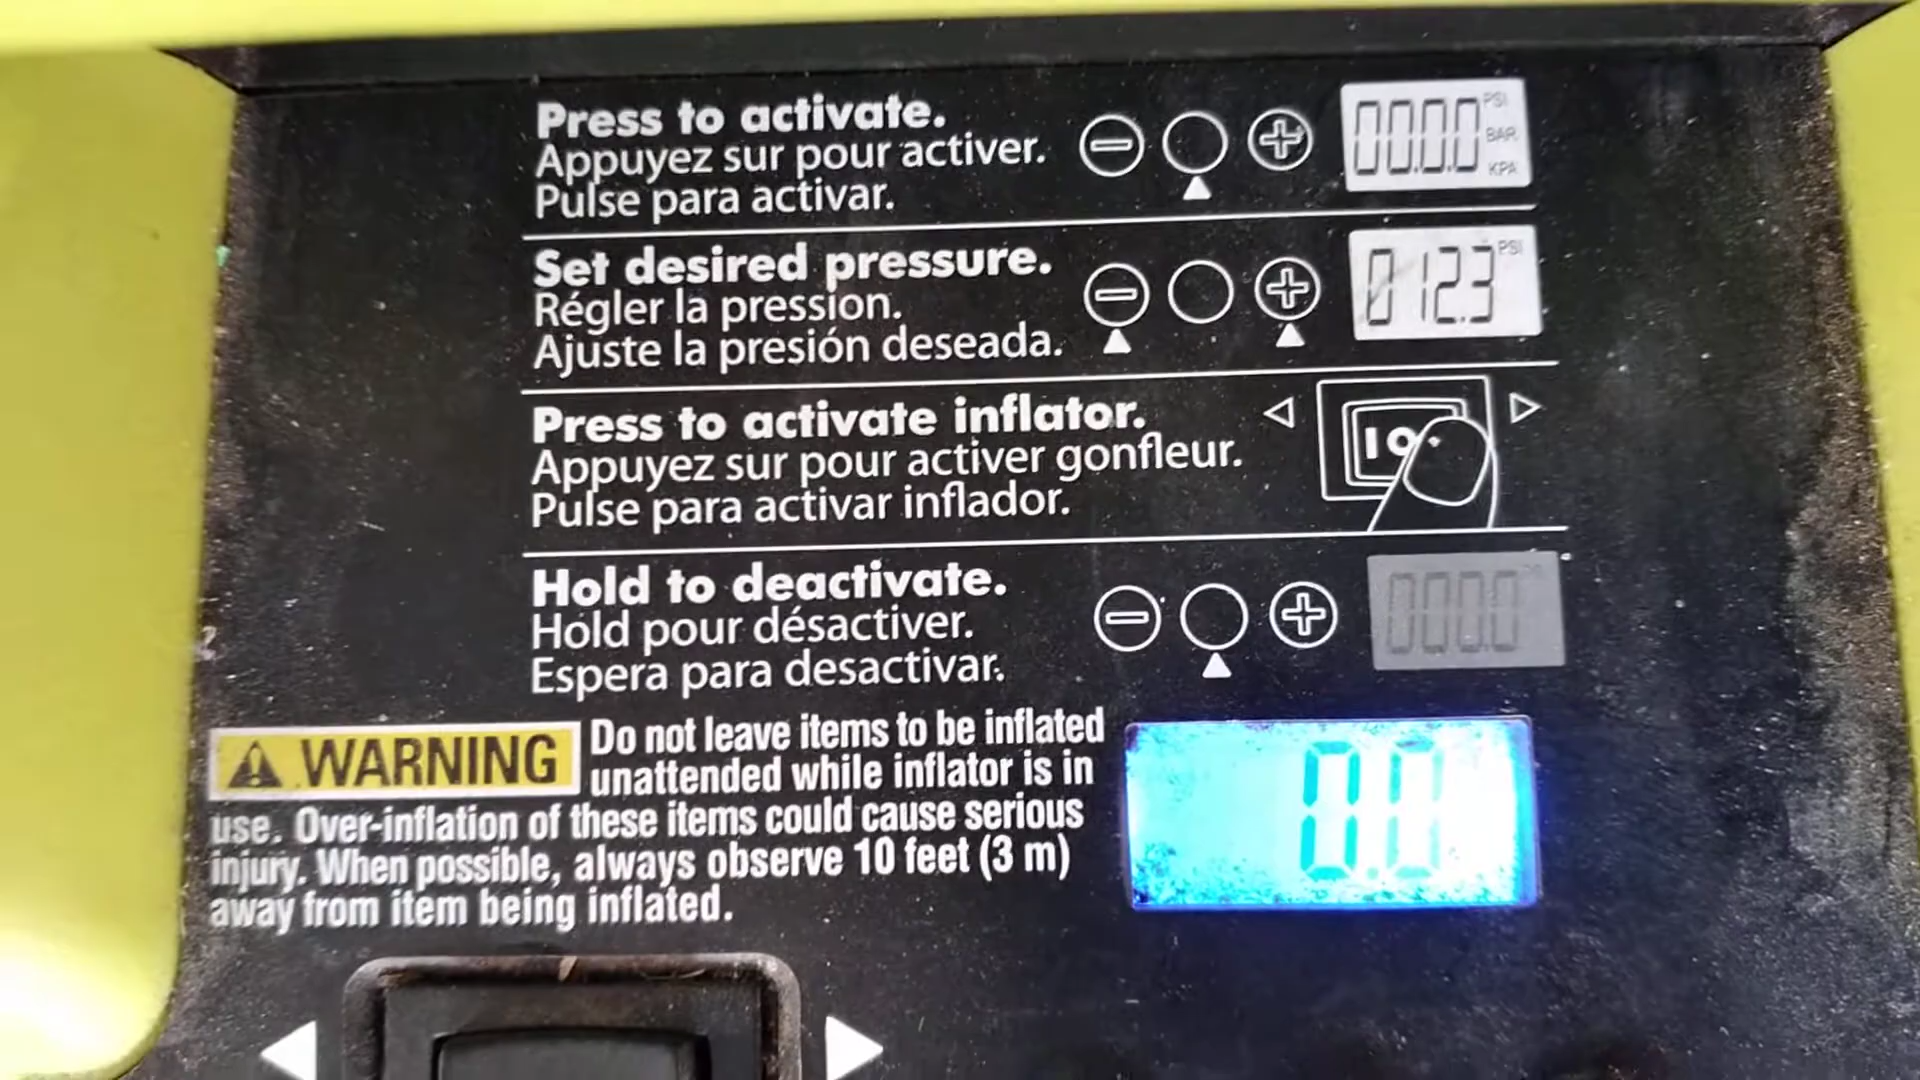 Press to activate.
Appuyez sur pour activer.
Pulse para activar.
000.0 PSI
BAR
KPA
Set desired pressure.
Régler la pression.
Ajuste la presión deseada.
012.3 PSI
Press to activate inflator.
Appuyez sur pour activer gonfleur.
Pulse para activar inflador.
I O
Hold to deactivate.
Hold pour désactiver.
Espera para desactivar.
000.0
WARNING Do not leave items to be inflated
unattended while inflator is in
use. Over-inflation of these items could cause serious
injury. When possible, always observe 10 feet (3 m)
away from item being inflated.
0.0